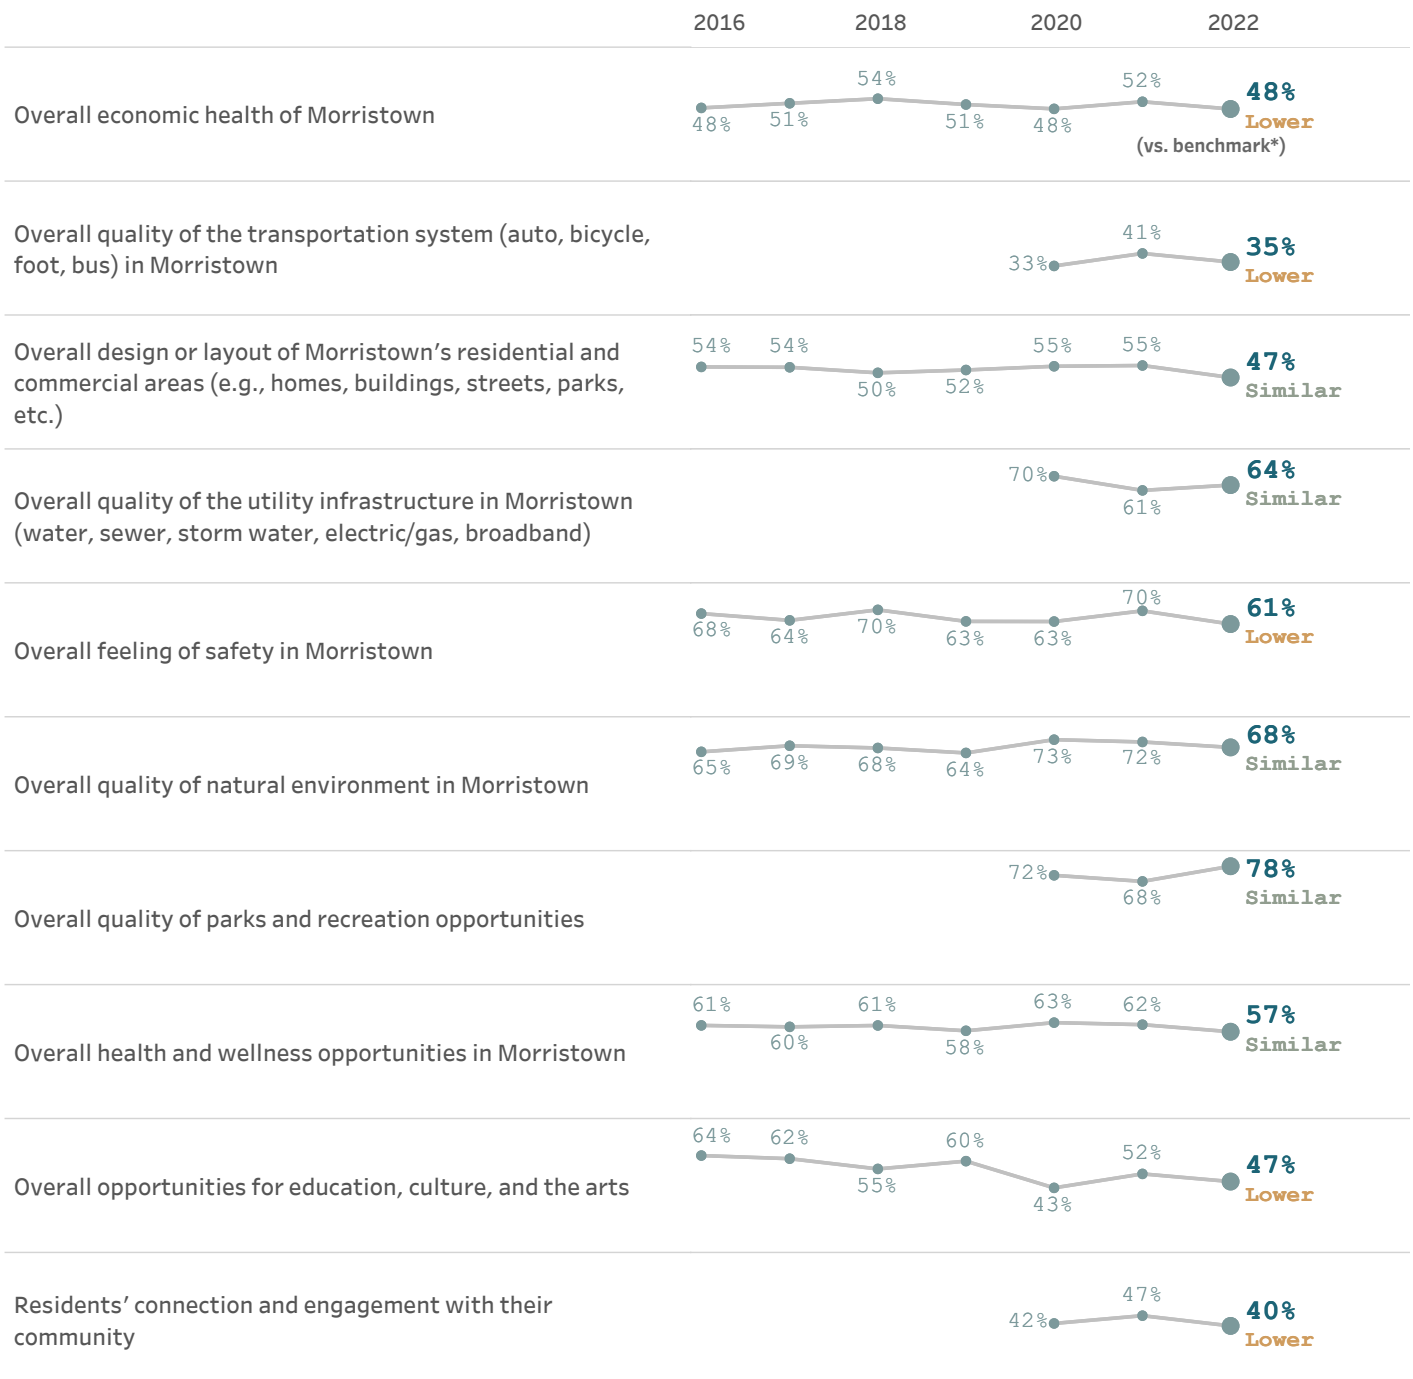 2016 2018 2020 2022
Overall economic health of Morristown
48% 51% 54% 51% 48% 52% 48%
Lower
(vs. benchmark*)
Overall quality of the transportation system (auto, bicycle,
foot, bus) in Morristown
33% 41% 35%
Lower
Overall design or layout of Morristown’s residential and
commercial areas (e.g., homes, buildings, streets, parks,
etc.)
54% 54% 50% 52% 55% 55% 47%
Similar
Overall quality of the utility infrastructure in Morristown
(water, sewer, storm water, electric/gas, broadband)
70% 61% 64%
Similar
Overall feeling of safety in Morristown
68% 64% 70% 63% 63% 70% 61%
Lower
Overall quality of natural environment in Morristown
65% 69% 68% 64% 73% 72% 68%
Similar
Overall quality of parks and recreation opportunities
72% 68% 78%
Similar
Overall health and wellness opportunities in Morristown
61% 60% 61% 58% 63% 62% 57%
Similar
Overall opportunities for education, culture, and the arts
64% 62% 55% 60% 43% 52% 47%
Lower
Residents’ connection and engagement with their
community
42% 47% 40%
Lower